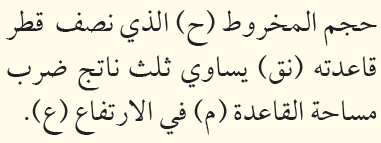 حجم المخروط (ح) الذي نصف قطر
قاعدته (نق) يساوي ثلث ناتج ضرب
مساحة القاعدة (م) في الارتفاع (ع).